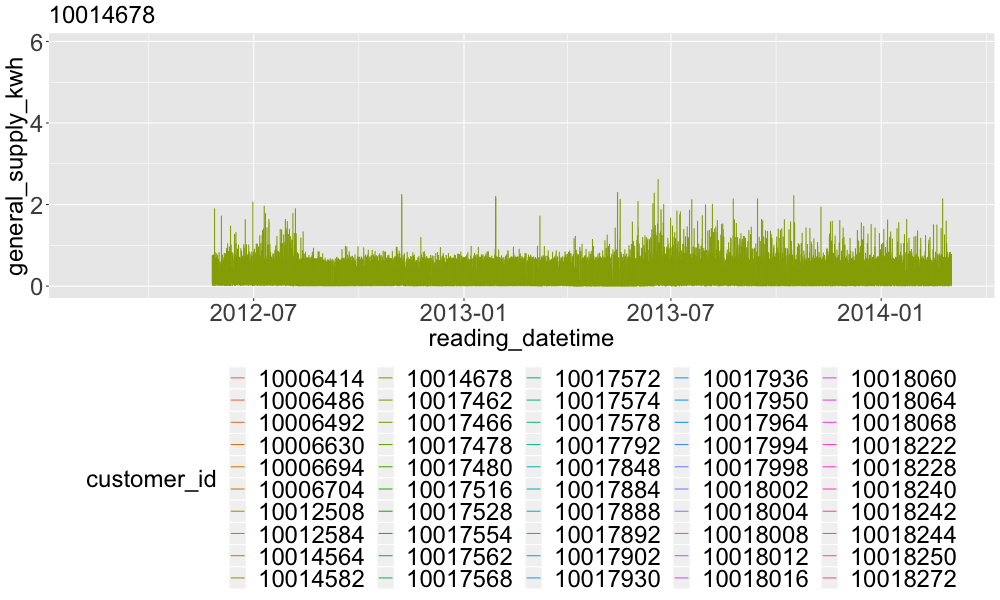 10014678
general_supply_kwh
6
4
2
0
2012-07 2013-01 2013-07 2014-01
reading_datetime
customer_id
10006414 10014678 10017572 10017936 10018060
10006486 10017462 10017574 10017950 10018064
10006492 10017466 10017578 10017964 10018068
10006630 10017478 10017792 10017994 10018222
10006694 10017480 10017848 10017998 10018228
10006704 10017516 10017884 10018002 10018240
10012508 10017528 10017888 10018004 10018242
10012584 10017554 10017892 10018008 10018244
10014564 10017562 10017902 10018012 10018250
10014582 10017568 10017930 10018016 10018272